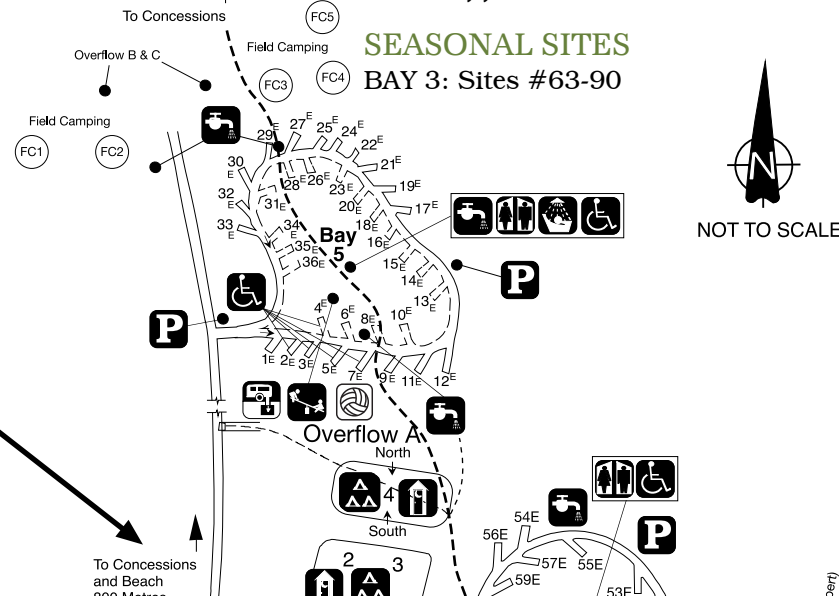 To Concessions
FC5
SEASONAL SITES
Field Camping
Overflow B & C
FC3
FC4
BAY 3: Sites #63-90
Field Camping
FC1
FC2
29E
27E
25E
24E
22E
21E
19E
17E
30E
28E
26E
23E
20E
18E
16E
15E
14E
13E
32E
31E
33E
34E
35E
36E
Bay
5
N
NOT TO SCALE
P
P
4E
6E
8E
10E
1E
2E
3E
5E
7E
9E
11E
12E
Overflow A
North
4
South
2
3
To Concessions
and Beach
800 Metres
54E
56E
57E
55E
59E
53E
P